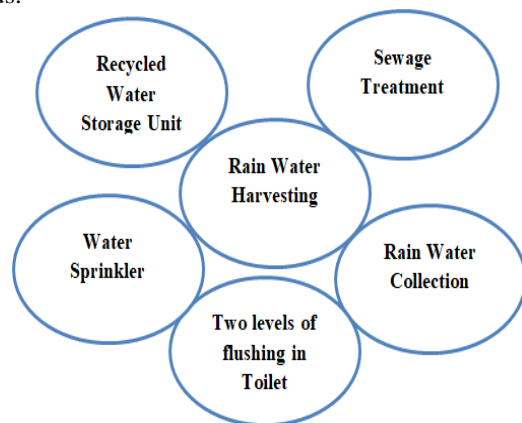 Recycled
Water
Storage Unit
Sewage
Treatment
Rain Water
Harvesting
Water
Sprinkler
Rain Water
Collection
Two levels of
flushing in
Toilet